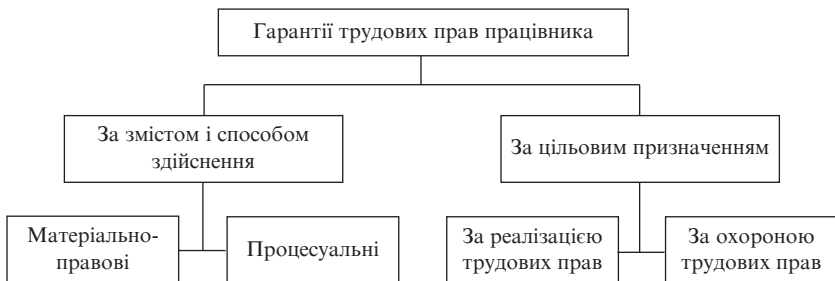 Гарантії трудових прав працівника
За змістом і способом
здійснення
За цільовим призначенням
Матеріально-
правові
Процесуальні
За реалізацією
трудових прав
За охороною
трудових прав